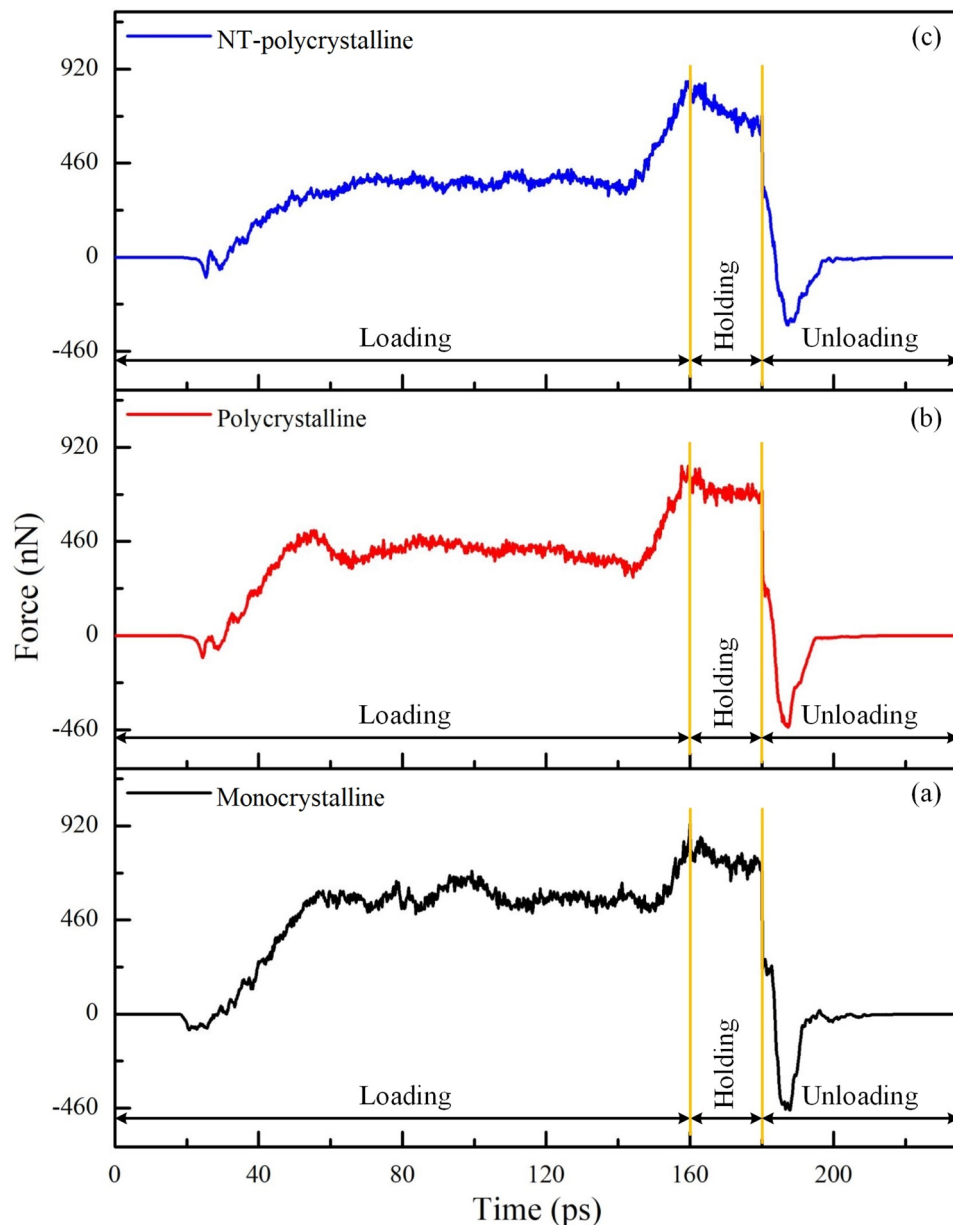 NT-polycrystalline
(c)
920
460
0
-460
Loading
Holding
Unloading
Polycrystalline
(b)
920
460
0
-460
Loading
Holding
Unloading
Monocrystalline
(a)
920
460
0
-460
Loading
Holding
Unloading
Force (nN)
0 40 80 120 160 200
Time (ps)